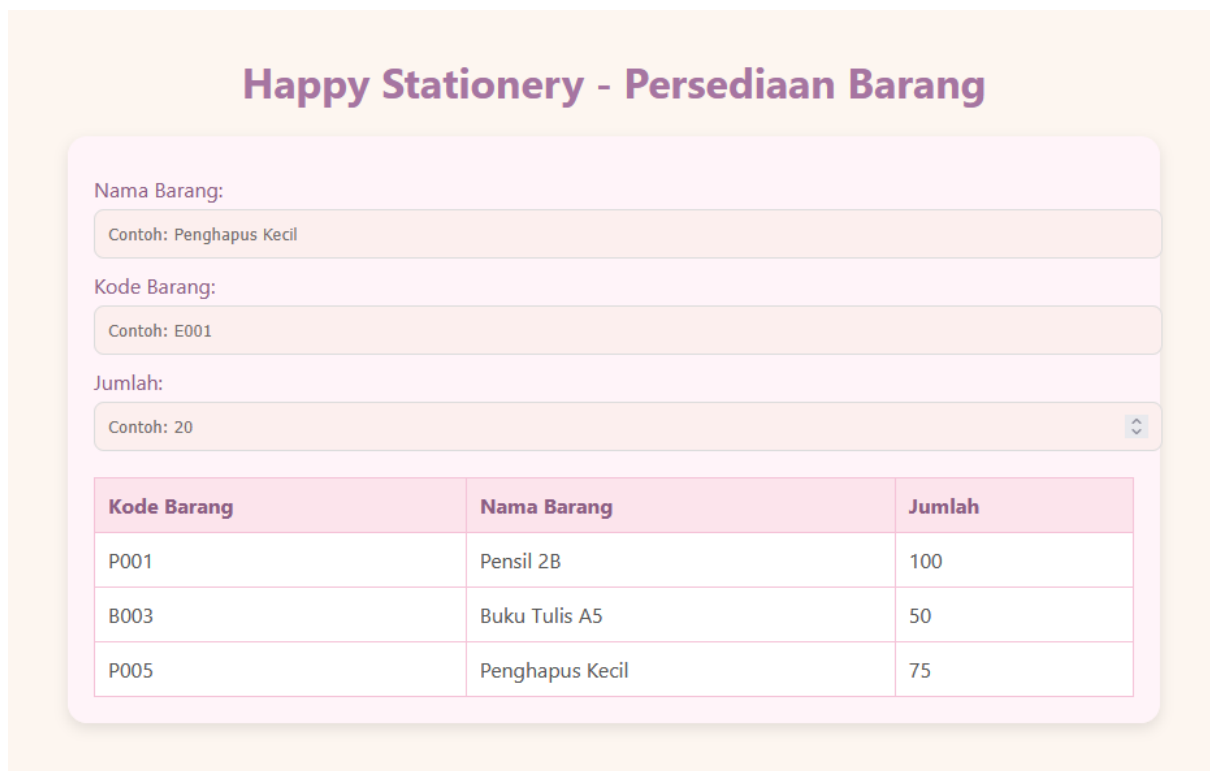 Happy Stationery - Persediaan Barang
Nama Barang:
Contoh: Penghapus Kecil
Kode Barang:
Contoh: E001
Jumlah:
Contoh: 20
Kode Barang Nama Barang Jumlah
P001 Pensil 2B 100
B003 Buku Tulis A5 50
P005 Penghapus Kecil 75